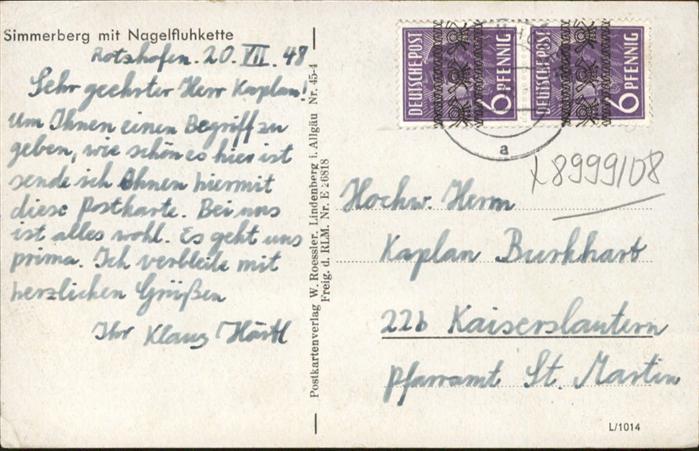 Simmerberg mit Nagelfluhkette
20. VII. 48
Sehr geehrter Herr Kaplan!
Um Ihnen einen Begriff zu
geben, wie schön es hier ist
sende ich Ihnen hiermit
diese Postkarte. Bei uns
ist alles wohl. Es geht uns
prima. Ich verbleibe mit
herzlichen Grüßen
Ihr Klaus Härtl
Postkartenverlag W. Roessler, Lindenberg i. Allgäu Nr. 45-4
Freig. d. RLM. Nr. E 26818
DEUTSCHE POST
6 PFENNIG
DEUTSCHE POST
6 PFENNIG
a
x8999108
Hochw. Herrn
Kaplan Burkhart
22b Kaiserslautern
Pfarramt St. Martin
L/1014